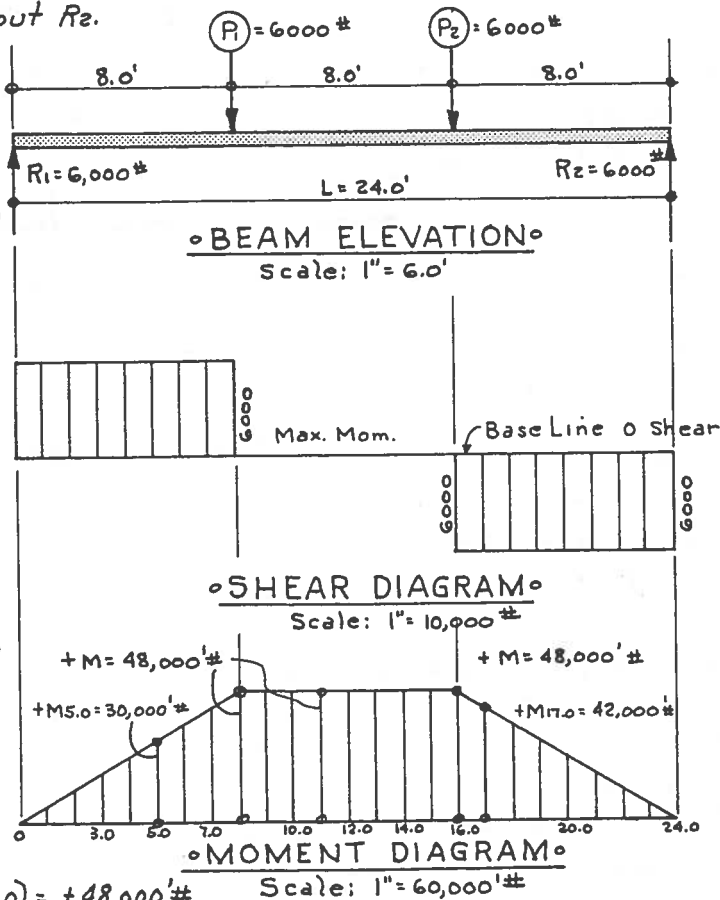 out R2.
P1 = 6000 # P2 = 6000 #
8.0' 8.0' 8.0'
R1 = 6,000 # R2 = 6000 #
L = 24.0'
BEAM ELEVATION
Scale: 1" = 6.0'
6000 Max. Mom. Base Line 0 Shear
6000 6000
SHEAR DIAGRAM
Scale: 1" = 10,000 #
+ M = 48,000'# + M = 48,000'#
+M5.0 = 30,000'# +M17.0 = 42,000'#
0 3.0 5.0 7.0 10.0 12.0 14.0 16.0 20.0 24.0
MOMENT DIAGRAM
Scale: 1" = 60,000'#
0) = +48,000'#